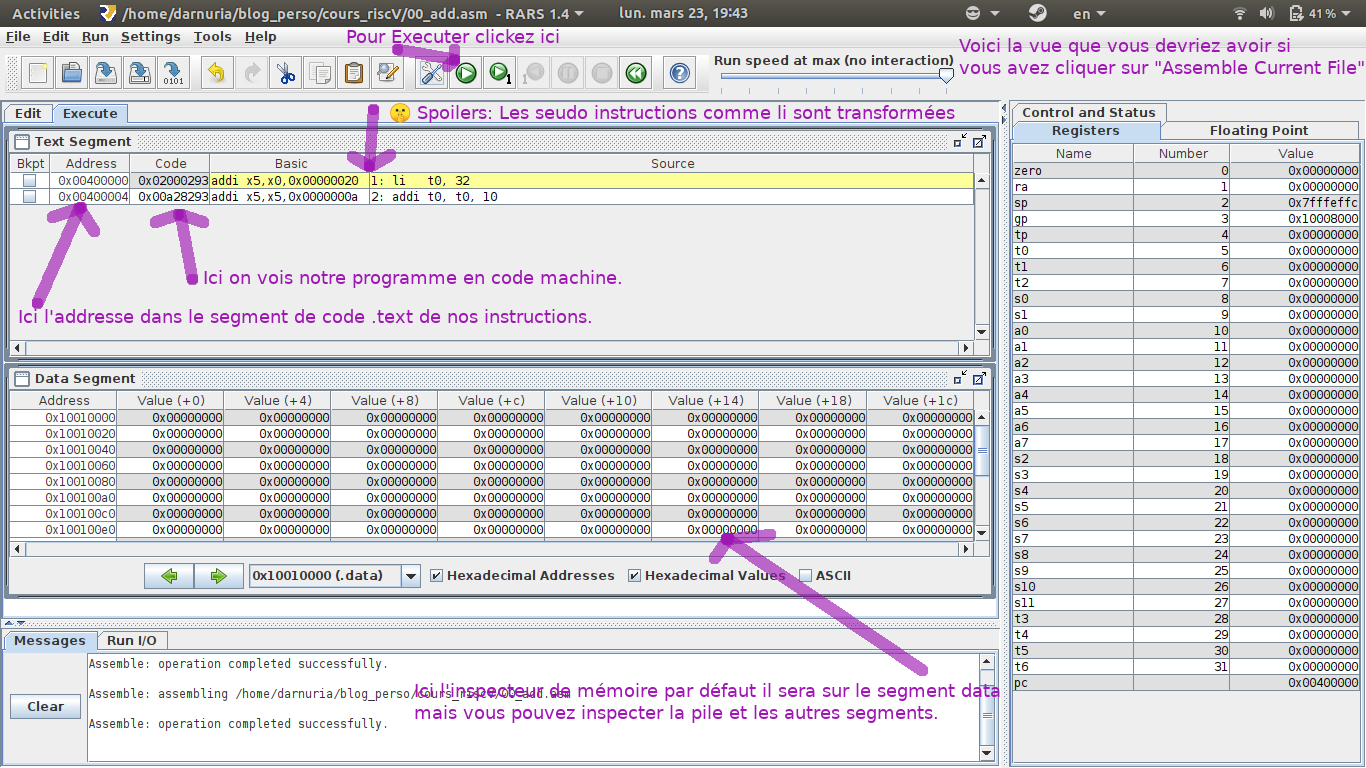 Activities /home/darnuria/blog_perso/cours_riscV/00_add.asm - RARS 1.4 lun. mars 23, 19:43 en 41%
File Edit Run Settings Tools Help
Pour Executer clickez ici
Voici la vue que vous devriez avoir si
vous avez cliquer sur "Assemble Current File"
Run speed at max (no interaction)
Edit Execute
Spoilers: Les seudo instructions comme li sont transformées
Text Segment
Bkpt Address Code Basic Source
0x00400000 0x02000293 addi x5,x0,0x00000020 1: li t0, 32
0x00400004 0x00a28293 addi x5,x5,0x0000000a 2: addi t0, t0, 10
Ici on vois notre programme en code machine.
Ici l'addresse dans le segment de code .text de nos instructions.
Data Segment
Address Value (+0) Value (+4) Value (+8) Value (+c) Value (+10) Value (+14) Value (+18) Value (+1c)
0x10010000 0x00000000 0x00000000 0x00000000 0x00000000 0x00000000 0x00000000 0x00000000 0x00000000
0x10010020 0x00000000 0x00000000 0x00000000 0x00000000 0x00000000 0x00000000 0x00000000 0x00000000
0x10010040 0x00000000 0x00000000 0x00000000 0x00000000 0x00000000 0x00000000 0x00000000 0x00000000
0x10010060 0x00000000 0x00000000 0x00000000 0x00000000 0x00000000 0x00000000 0x00000000 0x00000000
0x10010080 0x00000000 0x00000000 0x00000000 0x00000000 0x00000000 0x00000000 0x00000000 0x00000000
0x100100a0 0x00000000 0x00000000 0x00000000 0x00000000 0x00000000 0x00000000 0x00000000 0x00000000
0x100100c0 0x00000000 0x00000000 0x00000000 0x00000000 0x00000000 0x00000000 0x00000000 0x00000000
0x100100e0 0x00000000 0x00000000 0x00000000 0x00000000 0x00000000 0x00000000 0x00000000 0x00000000
0x10010000 (.data) Hexadecimal Addresses Hexadecimal Values ASCII
Messages Run I/O
Clear
Assemble: operation completed successfully.
Assemble: assembling /home/darnuria/blog_perso/cours_riscV/00_add.asm
Assemble: operation completed successfully.
Ici l'inspecteur de mémoire par défaut il sera sur le segment data
mais vous pouvez inspecter la pile et les autres segments.
Control and Status
Registers Floating Point
Name Number Value
zero 0 0x00000000
ra 1 0x00000000
sp 2 0x7fffeffc
gp 3 0x10008000
tp 4 0x00000000
t0 5 0x00000000
t1 6 0x00000000
t2 7 0x00000000
s0 8 0x00000000
s1 9 0x00000000
a0 10 0x00000000
a1 11 0x00000000
a2 12 0x00000000
a3 13 0x00000000
a4 14 0x00000000
a5 15 0x00000000
a6 16 0x00000000
a7 17 0x00000000
s2 18 0x00000000
s3 19 0x00000000
s4 20 0x00000000
s5 21 0x00000000
s6 22 0x00000000
s7 23 0x00000000
s8 24 0x00000000
s9 25 0x00000000
s10 26 0x00000000
s11 27 0x00000000
t3 28 0x00000000
t4 29 0x00000000
t5 30 0x00000000
t6 31 0x00000000
pc 0x00400000